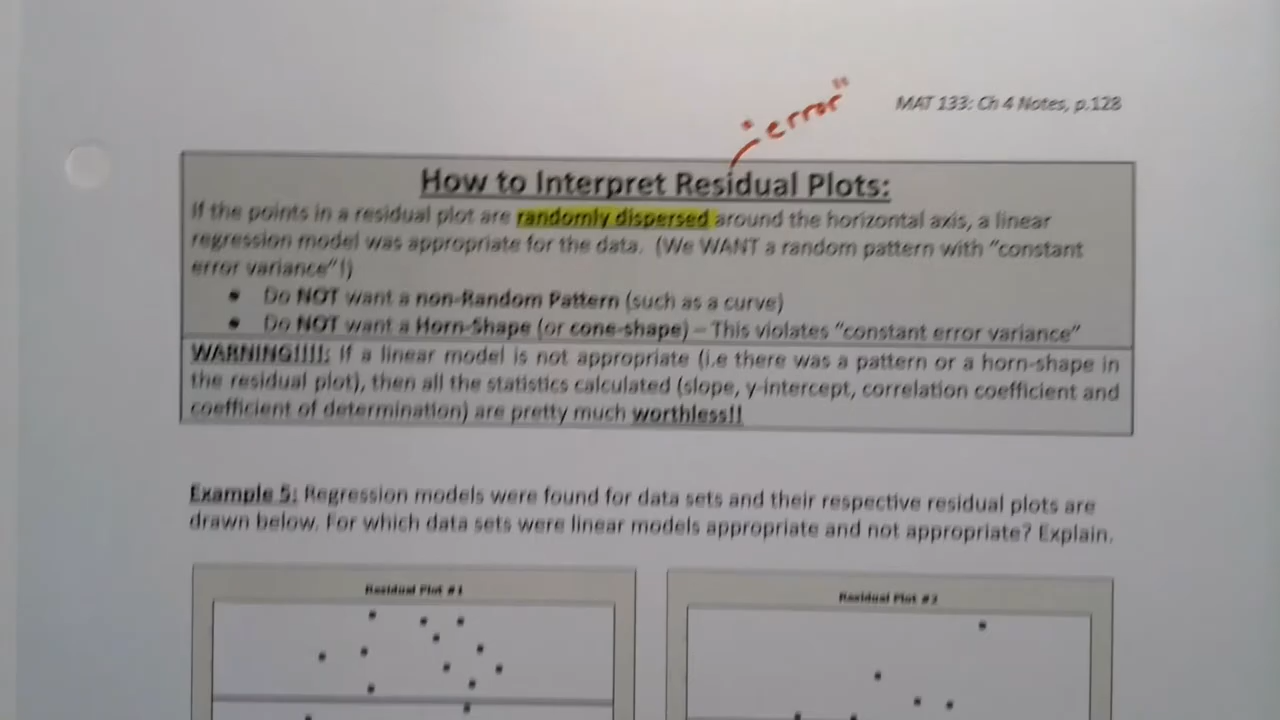 MAT 133: Ch 4 Notes, p.128
"error"
How to Interpret Residual Plots:
If the points in a residual plot are randomly dispersed around the horizontal axis, a linear
regression model was appropriate for the data. (We WANT a random pattern with "constant
error variance"!)
• Do NOT want a non-Random Pattern (such as a curve)
• Do NOT want a Horn-Shape (or cone-shape) – This violates "constant error variance"
WARNING!!!!: If a linear model is not appropriate (i.e there was a pattern or a horn-shape in
the residual plot), then all the statistics calculated (slope, y-intercept, correlation coefficient and
coefficient of determination) are pretty much worthless!!
Example 5: Regression models were found for data sets and their respective residual plots are
drawn below. For which data sets were linear models appropriate and not appropriate? Explain.
Residual Plot #1
Residual Plot #2